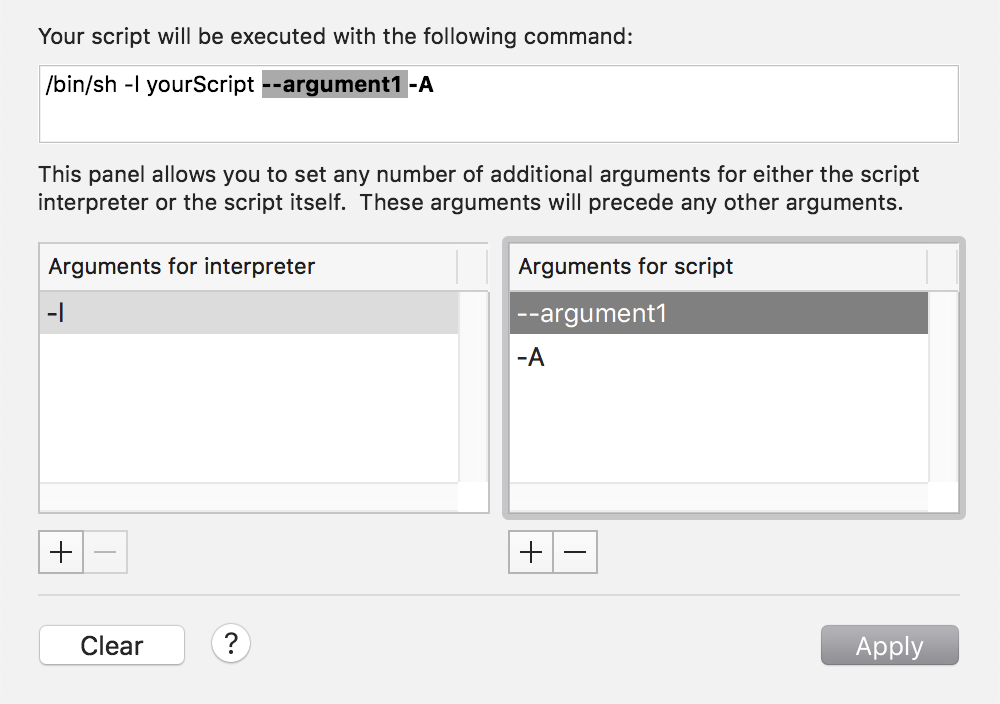 Your script will be executed with the following command:
/bin/sh -l yourScript --argument1 -A
This panel allows you to set any number of additional arguments for either the script
interpreter or the script itself.  These arguments will precede any other arguments.
Arguments for interpreter
-l
Arguments for script
--argument1
-A
+ −
+ −
Clear
?
Apply